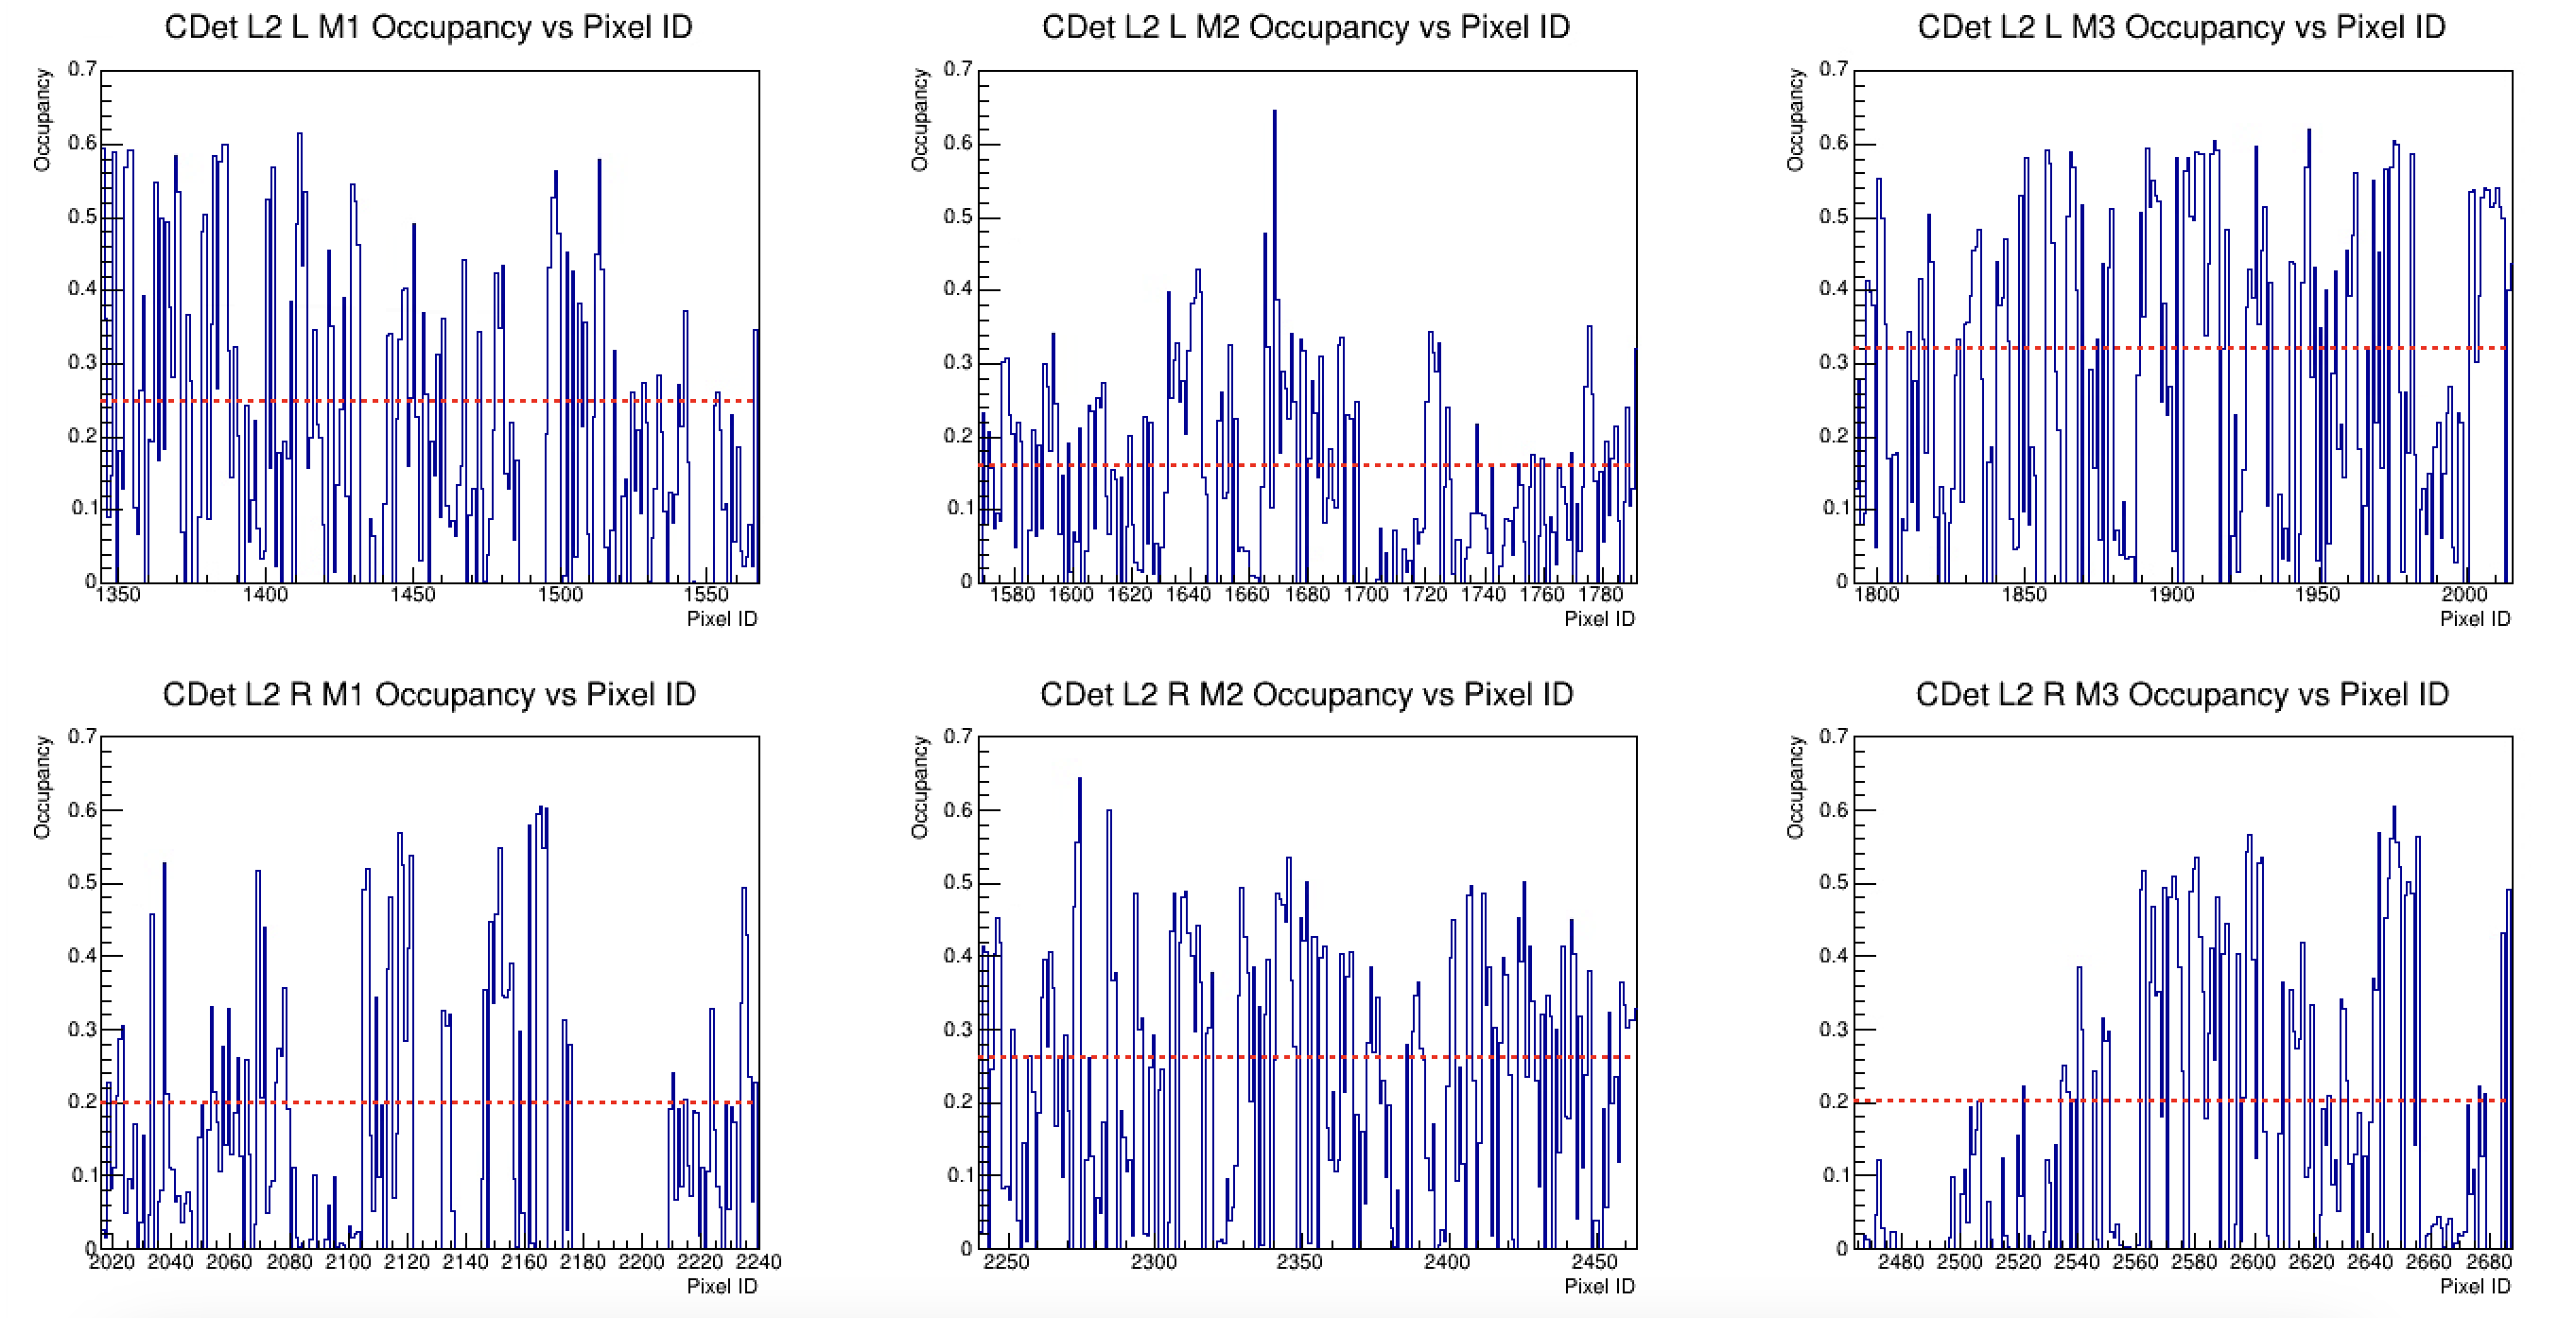 CDet L2 L M1 Occupancy vs Pixel ID
Occupancy
0.7
0.6
0.5
0.4
0.3
0.2
0.1
0
1350 1400 1450 1500 1550
Pixel ID
CDet L2 L M2 Occupancy vs Pixel ID
Occupancy
0.7
0.6
0.5
0.4
0.3
0.2
0.1
0
1580 1600 1620 1640 1660 1680 1700 1720 1740 1760 1780
Pixel ID
CDet L2 L M3 Occupancy vs Pixel ID
Occupancy
0.7
0.6
0.5
0.4
0.3
0.2
0.1
0
1800 1850 1900 1950 2000
Pixel ID
CDet L2 R M1 Occupancy vs Pixel ID
Occupancy
0.7
0.6
0.5
0.4
0.3
0.2
0.1
0
2020 2040 2060 2080 2100 2120 2140 2160 2180 2200 2220 2240
Pixel ID
CDet L2 R M2 Occupancy vs Pixel ID
Occupancy
0.7
0.6
0.5
0.4
0.3
0.2
0.1
0
2250 2300 2350 2400 2450
Pixel ID
CDet L2 R M3 Occupancy vs Pixel ID
Occupancy
0.7
0.6
0.5
0.4
0.3
0.2
0.1
0
2480 2500 2520 2540 2560 2580 2600 2620 2640 2660 2680
Pixel ID